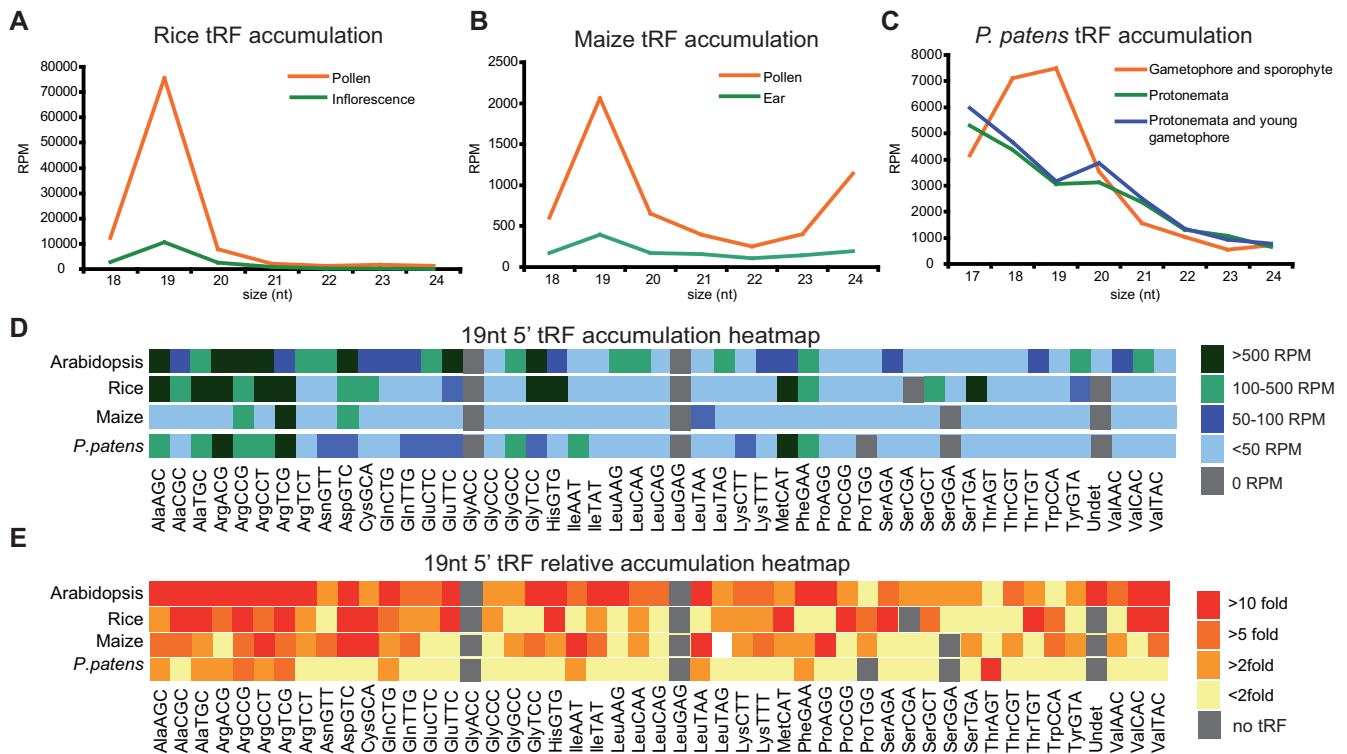 A
Rice tRF accumulation
80000
70000
60000
50000
40000
30000
20000
10000
0
RPM
Pollen
Inflorescence
18 19 20 21 22 23 24
size (nt)
B
Maize tRF accumulation
2500
2000
1500
1000
500
0
RPM
Pollen
Ear
18 19 20 21 22 23 24
size (nt)
C
P. patens tRF accumulation
8000
7000
6000
5000
4000
3000
2000
1000
0
RPM
Gametophore and sporophyte
Protonemata
Protonemata and young
gametophore
17 18 19 20 21 22 23 24
size (nt)
D
19nt 5' tRF accumulation heatmap
Arabidopsis
Rice
Maize
P.patens
>500 RPM
100-500 RPM
50-100 RPM
<50 RPM
0 RPM
AlaAGC
AlaCGC
AlaTGC
ArgACG
ArgCCG
ArgCCT
ArgTCG
ArgTCT
AsnGTT
AspGTC
CysGCA
GlnCTG
GlnTTG
GluCTC
GluTTC
GlyACC
GlyCCC
GlyGCC
GlyTCC
HisGTG
IleAAT
IleTAT
LeuAAG
LeuCAA
LeuCAG
LeuGAG
LeuTAA
LeuTAG
LysCTT
LysTTT
MetCAT
PheGAA
ProAGG
ProCGG
ProTGG
SerAGA
SerCGA
SerGCT
SerGGA
SerTGA
ThrAGT
ThrCGT
ThrTGT
TrpCCA
TyrGTA
Undet
ValAAC
ValCAC
ValTAC
E
19nt 5' tRF relative accumulation heatmap
Arabidopsis
Rice
Maize
P.patens
>10 fold
>5 fold
>2fold
<2fold
no tRF
AlaAGC
AlaCGC
AlaTGC
ArgACG
ArgCCG
ArgCCT
ArgTCG
ArgTCT
AsnGTT
AspGTC
CysGCA
GlnCTG
GlnTTG
GluCTC
GluTTC
GlyACC
GlyCCC
GlyGCC
GlyTCC
HisGTG
IleAAT
IleTAT
LeuAAG
LeuCAA
LeuCAG
LeuGAG
LeuTAA
LeuTAG
LysCTT
LysTTT
MetCAT
PheGAA
ProAGG
ProCGG
ProTGG
SerAGA
SerCGA
SerGCT
SerGGA
SerTGA
ThrAGT
ThrCGT
ThrTGT
TrpCCA
TyrGTA
Undet
ValAAC
ValCAC
ValTAC